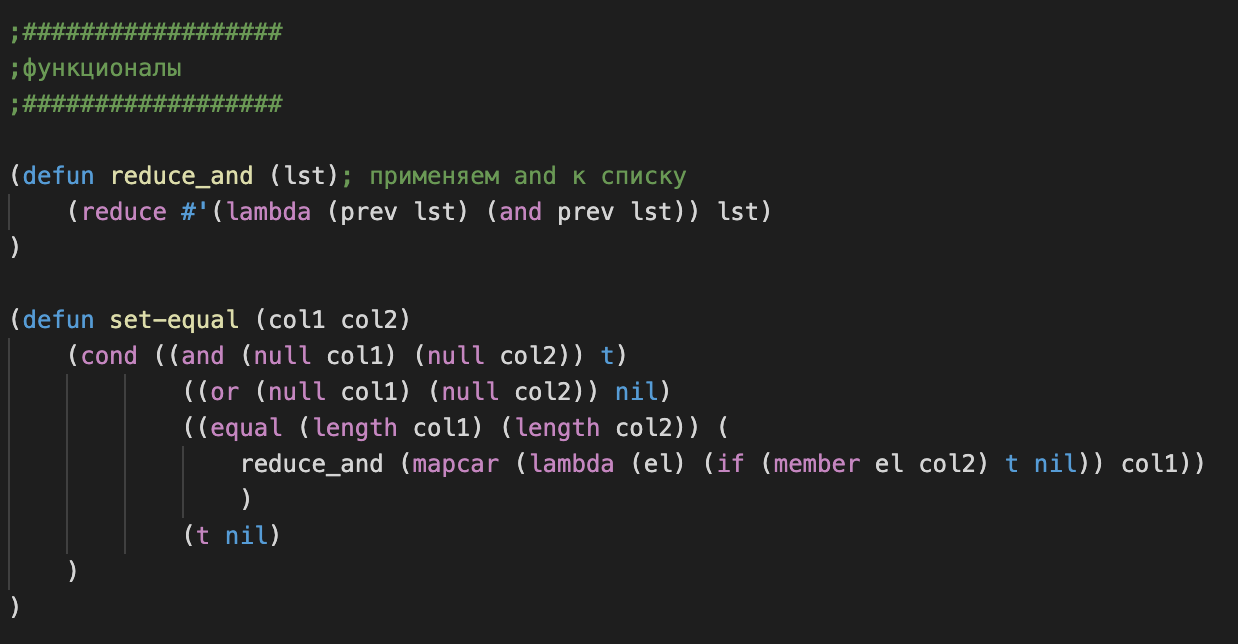 ;##################
;функционалы
;##################
(defun reduce_and (lst); применяем and к списку
(reduce #'(lambda (prev lst) (and prev lst)) lst)
)
(defun set-equal (col1 col2)
(cond ((and (null col1) (null col2)) t)
((or (null col1) (null col2)) nil)
((equal (length col1) (length col2)) (
reduce_and (mapcar (lambda (el) (if (member el col2) t nil)) col1))
)
(t nil)
)
)